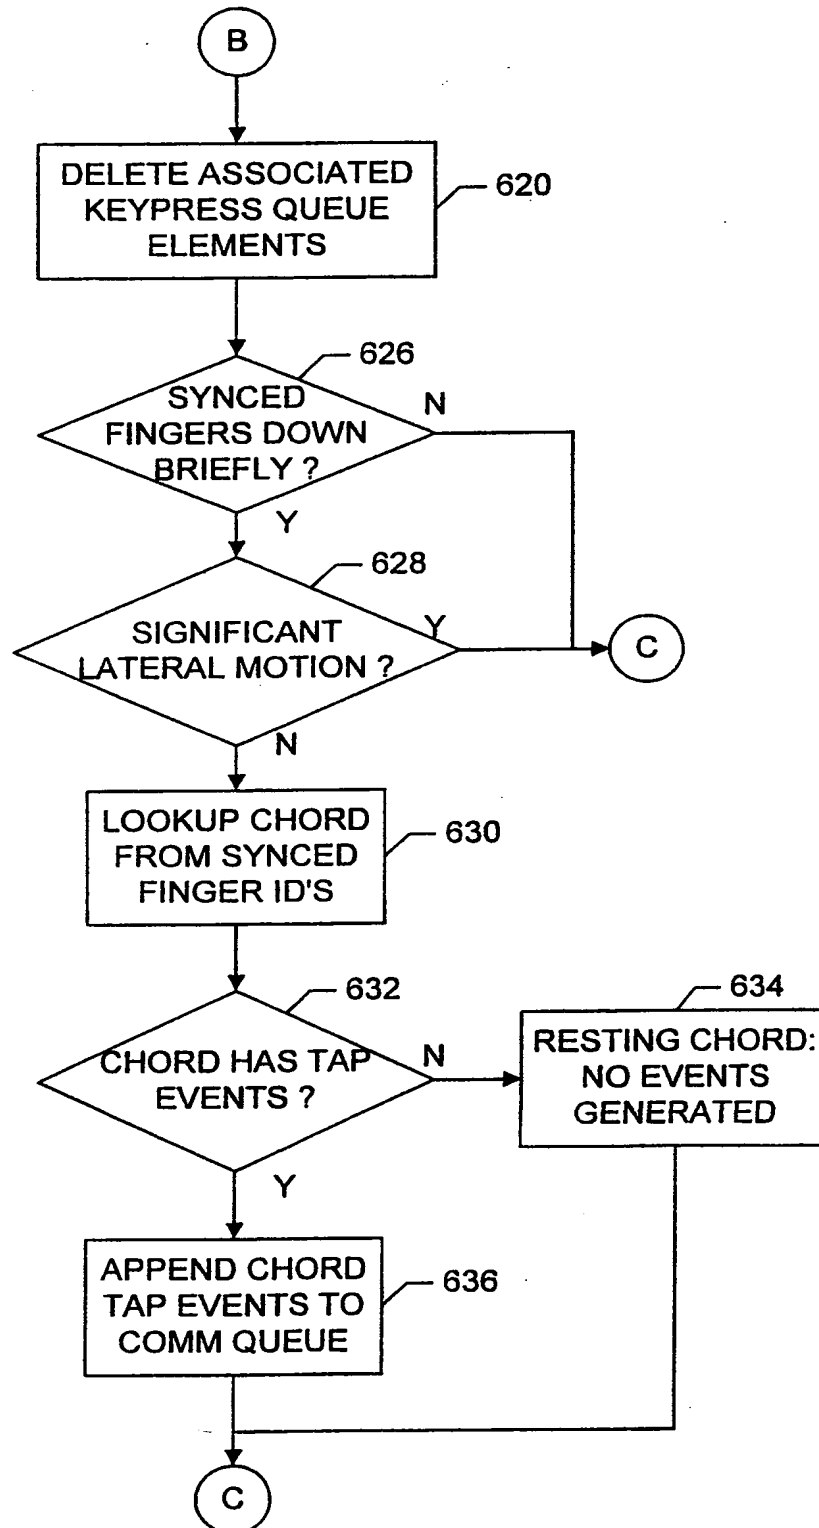 B
DELETE ASSOCIATED
KEYPRESS QUEUE
ELEMENTS
620
626
SYNCED
FINGERS DOWN
BRIEFLY ?
N
Y
628
SIGNIFICANT
LATERAL MOTION ?
Y
C
N
LOOKUP CHORD
FROM SYNCED
FINGER ID'S
630
632
CHORD HAS TAP
EVENTS ?
N
634
RESTING CHORD:
NO EVENTS
GENERATED
Y
APPEND CHORD
TAP EVENTS TO
COMM QUEUE
636
C